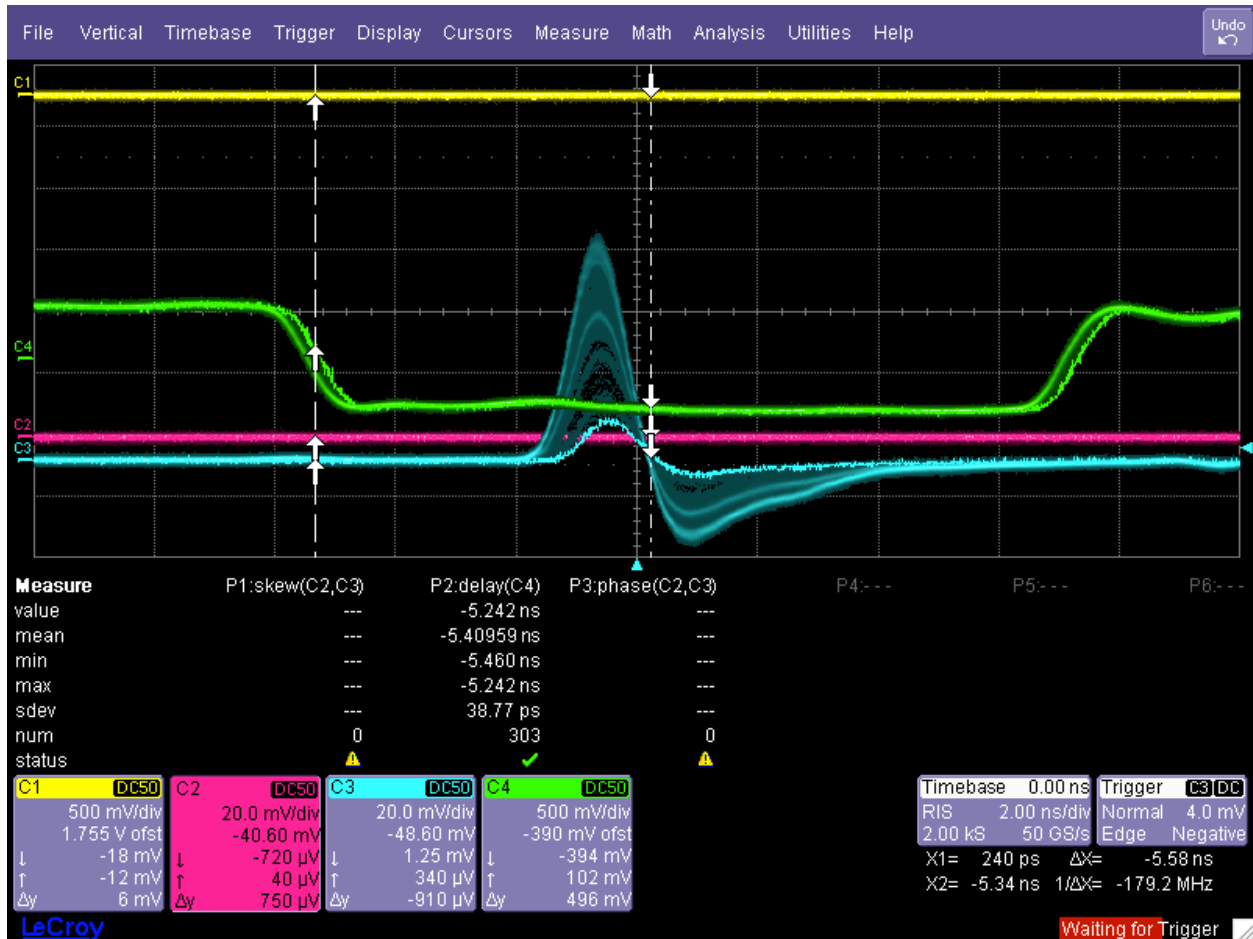 File Vertical Timebase Trigger Display Cursors Measure Math Analysis Utilities Help Undo
C1
C4
C2
C3
Measure P1:skew(C2,C3) P2:delay(C4) P3:phase(C2,C3) P4:--- P5:--- P6:---
value --- -5.242 ns ---
mean --- -5.40959 ns ---
min --- -5.460 ns ---
max --- -5.242 ns ---
sdev --- 38.77 ps ---
num 0 303 0
status
C1 DC50
500 mV/div
1.755 V ofst
↓ -18 mV
↑ -12 mV
Δy 6 mV
C2 DC50
20.0 mV/div
-40.60 mV
↓ -720 µV
↑ 40 µV
Δy 750 µV
C3 DC50
20.0 mV/div
-48.60 mV
↓ 1.25 mV
↑ 340 µV
Δy -910 µV
C4 DC50
500 mV/div
-390 mV ofst
↓ -394 mV
↑ 102 mV
Δy 496 mV
Timebase 0.00 ns
RIS 2.00 ns/div
2.00 kS 50 GS/s
Trigger C3 DC
Normal 4.0 mV
Edge Negative
X1= 240 ps ΔX= -5.58 ns
X2= -5.34 ns 1/ΔX= -179.2 MHz
LeCroy
Waiting for Trigger